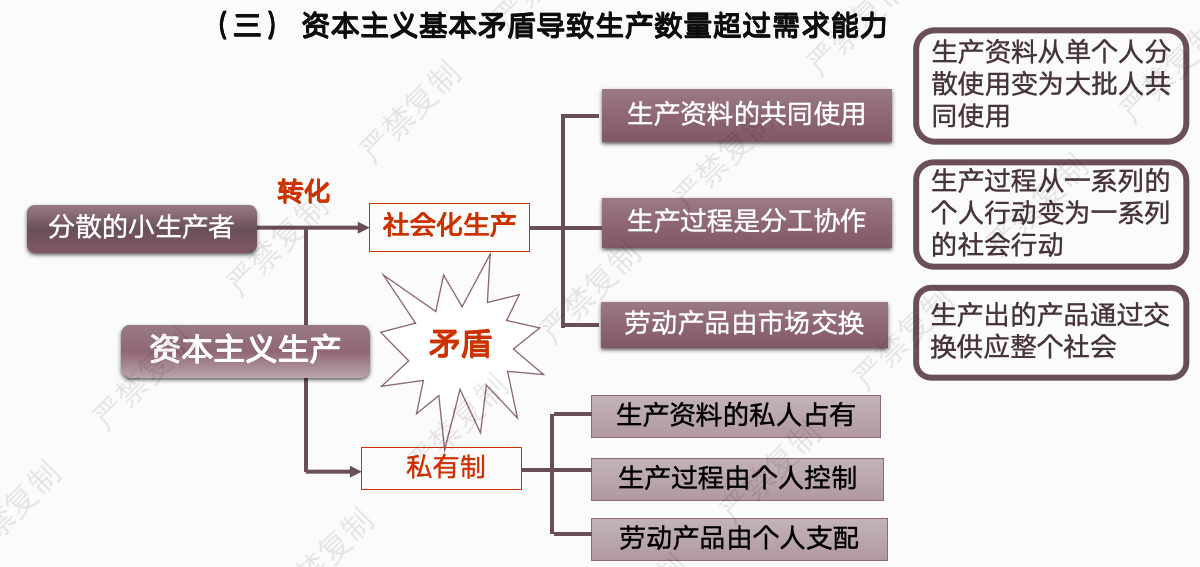 （三） 资本主义基本矛盾导致生产数量超过需求能力
生产资料的共同使用
生产资料从单个人分
散使用变为大批人共
同使用
转化
分散的小生产者
社会化生产
生产过程是分工协作
生产过程从一系列的
个人行动变为一系列
的社会行动
资本主义生产
矛盾
劳动产品由市场交换
生产出的产品通过交
换供应整个社会
私有制
生产资料的私人占有
生产过程由个人控制
劳动产品由个人支配
严禁复制
严禁复制
严禁复制
严禁复制
严禁复制
严禁复制
严禁复制
严禁复制
严禁复制
严禁复制
严禁复制